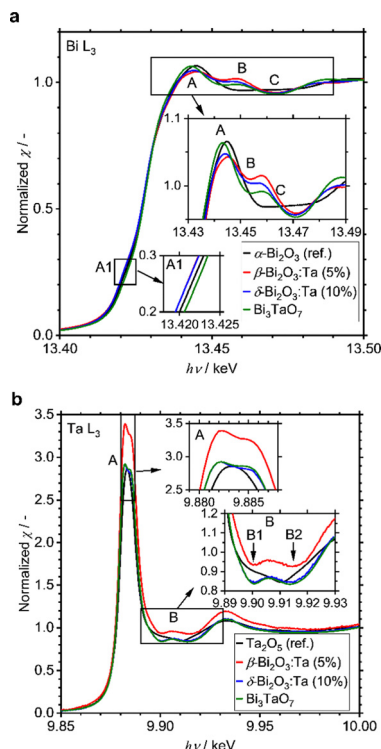 a
Bi L3
B
A
C
1.0
0.5
0.0
Normalized χ / -
1.1
1.0
A
B
C
13.43
13.45
13.47
13.49
A1
0.3
0.2
A1
13.420
13.425
α-Bi2O3 (ref.)
β-Bi2O3:Ta (5%)
δ-Bi2O3:Ta (10%)
Bi3TaO7
13.40
13.45
13.50
hν / keV
b
Ta L3
3.5
3.0
2.5
2.0
1.5
1.0
0.5
0.0
Normalized χ / -
A
3.5
3.0
2.5
A
9.880
9.885
B
B1
B2
1.2
1.1
1.0
0.9
0.8
9.89
9.90
9.91
9.92
9.93
B
Ta2O5 (ref.)
β-Bi2O3:Ta (5%)
δ-Bi2O3:Ta (10%)
Bi3TaO7
9.85
9.90
9.95
10.00
hν / keV